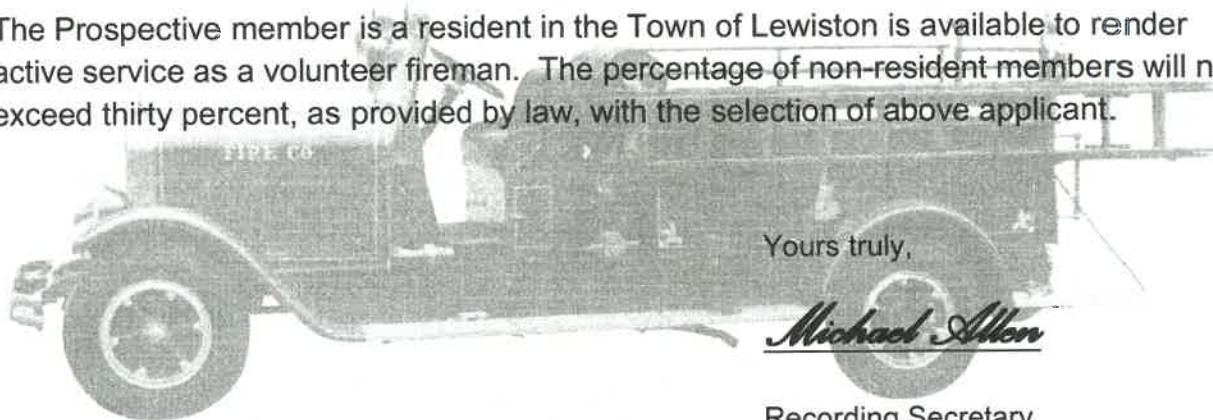 The Prospective member is a resident in the Town of Lewiston is available to render
active service as a volunteer fireman. The percentage of non-resident members will n
exceed thirty percent, as provided by law, with the selection of above applicant.
FIRE CO
Yours truly,
Michael Allen
Recording Secretary